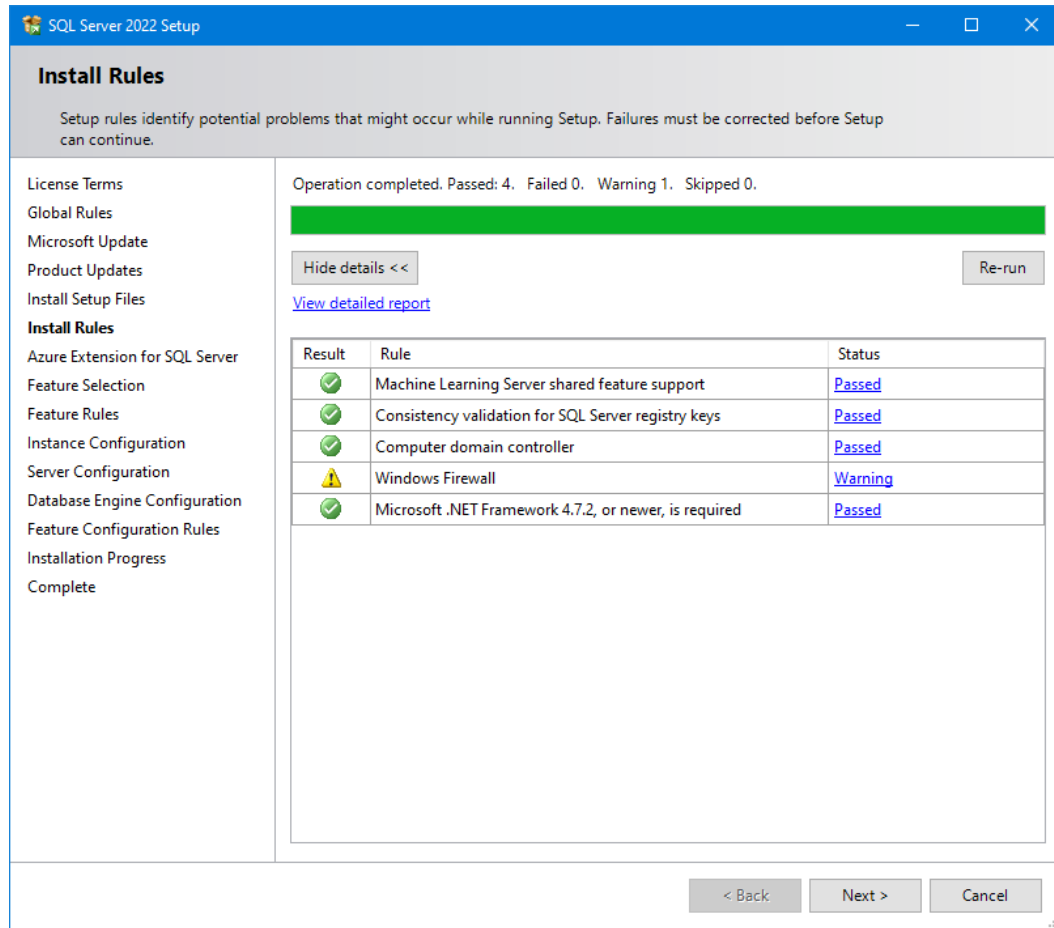 SQL Server 2022 Setup
Install Rules
Setup rules identify potential problems that might occur while running Setup. Failures must be corrected before Setup
can continue.
License Terms
Global Rules
Microsoft Update
Product Updates
Install Setup Files
Install Rules
Azure Extension for SQL Server
Feature Selection
Feature Rules
Instance Configuration
Server Configuration
Database Engine Configuration
Feature Configuration Rules
Installation Progress
Complete
Operation completed. Passed: 4. Failed 0. Warning 1. Skipped 0.
Hide details <<
Re-run
View detailed report
Result Rule Status
Machine Learning Server shared feature support Passed
Consistency validation for SQL Server registry keys Passed
Computer domain controller Passed
Windows Firewall Warning
Microsoft .NET Framework 4.7.2, or newer, is required Passed
< Back Next > Cancel